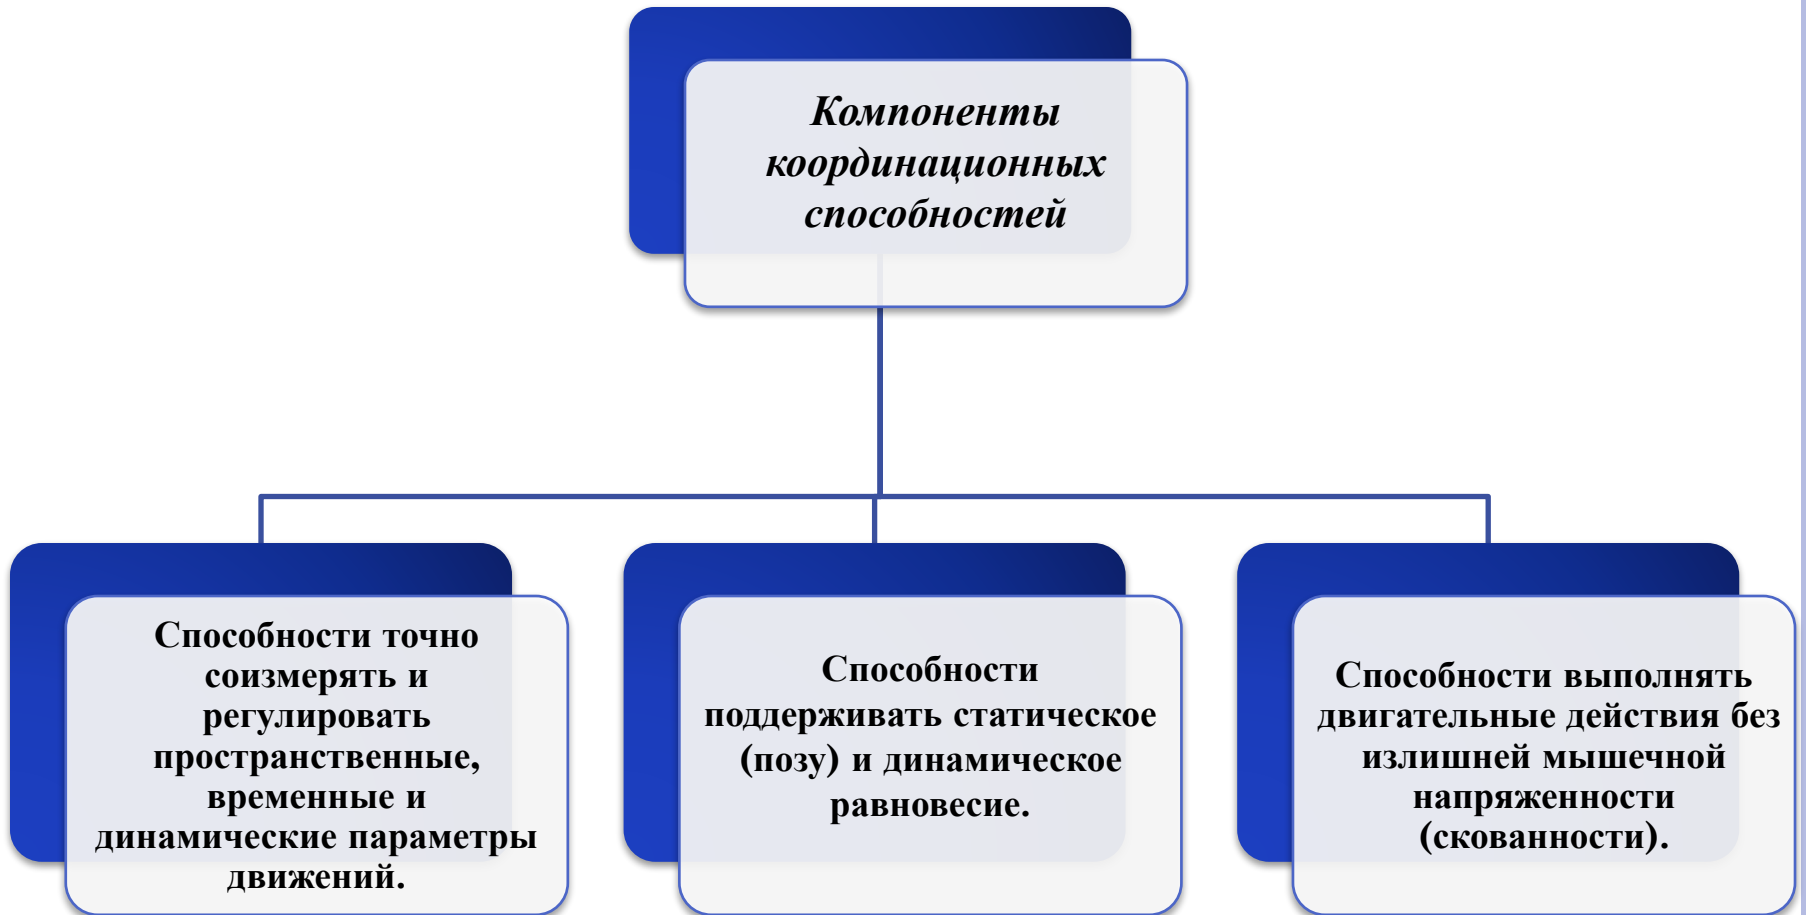 Компоненты
координационных
способностей
Способности точно
соизмерять и
регулировать
пространственные,
временные и
динамические параметры
движений.
Способности
поддерживать статическое
(позу) и динамическое
равновесие.
Способности выполнять
двигательные действия без
излишней мышечной
напряженности
(скованности).